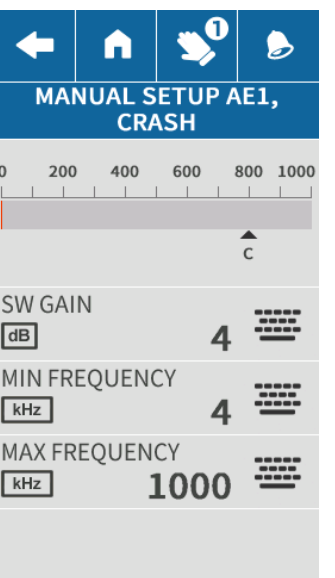 1
MANUAL SETUP AE1,
CRASH
0 200 400 600 800 1000
C
SW GAIN
dB 4
MIN FREQUENCY
kHz 4
MAX FREQUENCY
kHz 1000